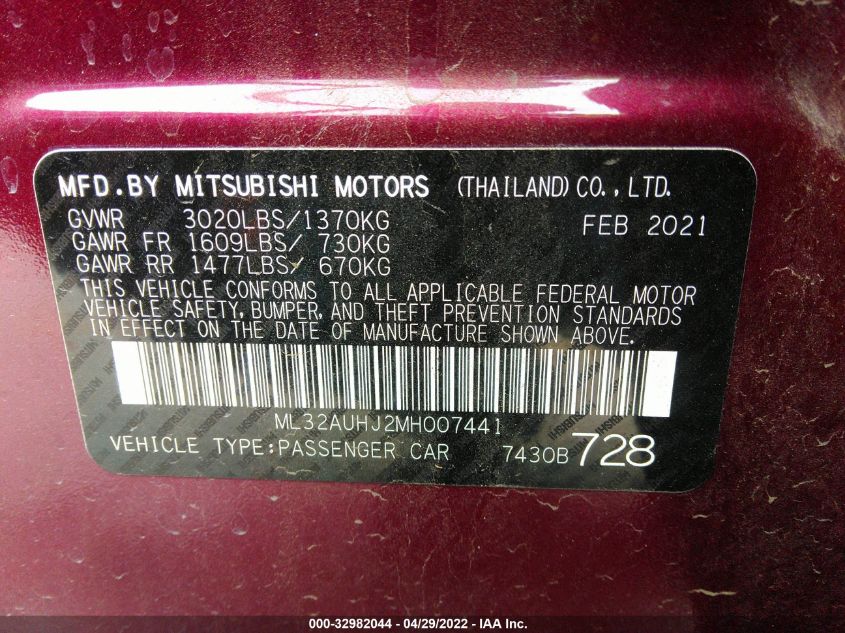 MFD.BY MITSUBISHI MOTORS (THAILAND)CO.,LTD.
GVWR 3020LBS/1370KG FEB 2021
GAWR FR 1609LBS/ 730KG
GAWR RR 1477LBS/ 670KG
THIS VEHICLE CONFORMS TO ALL APPLICABLE FEDERAL MOTOR
VEHICLE SAFETY, BUMPER, AND THEFT PREVENTION STANDARDS
IN EFFECT ON THE DATE OF MANUFACTURE SHOWN ABOVE.
ML32AUHJ2MH007441
VEHICLE TYPE:PASSENGER CAR 7430B 728
000-32982044 - 04/29/2022 - IAA Inc.